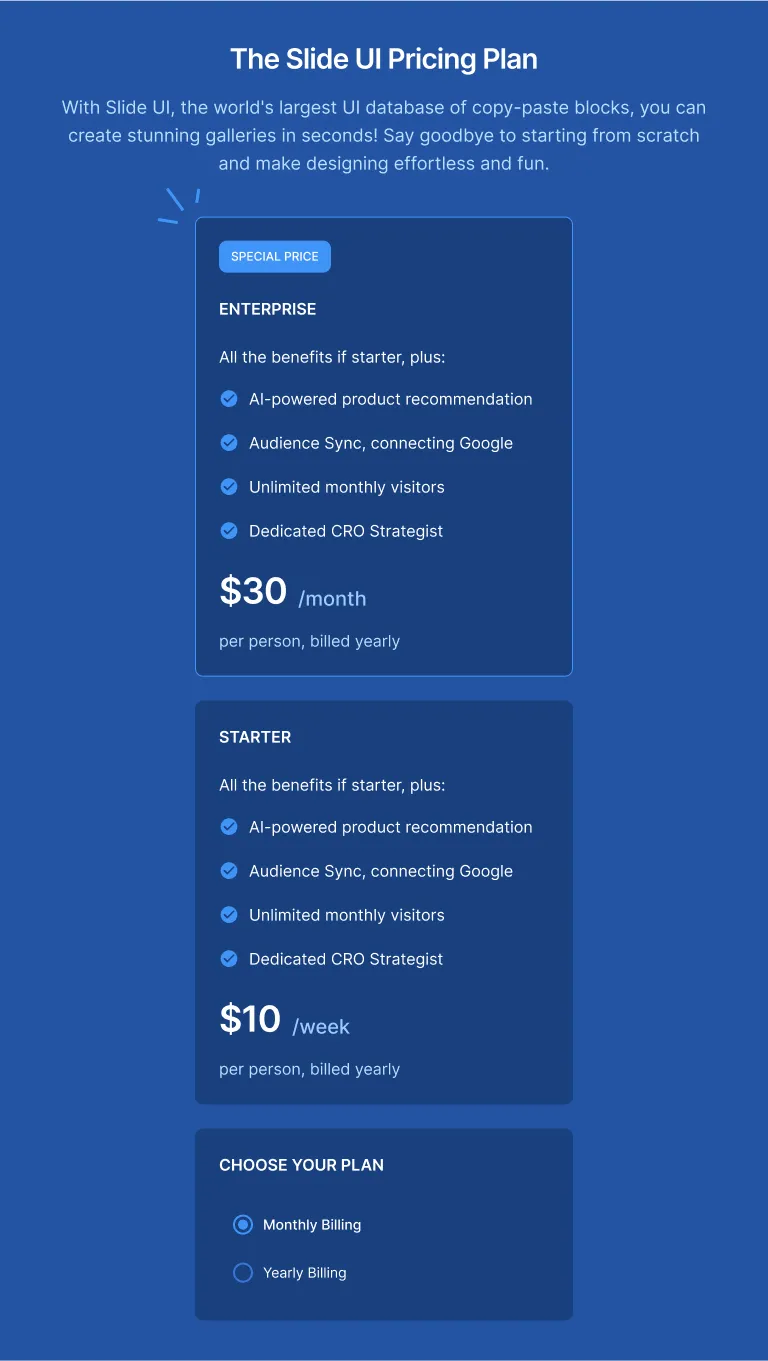 The Slide UI Pricing Plan
With Slide UI, the world's largest UI database of copy-paste blocks, you can
create stunning galleries in seconds! Say goodbye to starting from scratch
and make designing effortless and fun.
SPECIAL PRICE
ENTERPRISE
All the benefits if starter, plus:
AI-powered product recommendation
Audience Sync, connecting Google
Unlimited monthly visitors
Dedicated CRO Strategist
$30 /month
per person, billed yearly
STARTER
All the benefits if starter, plus:
AI-powered product recommendation
Audience Sync, connecting Google
Unlimited monthly visitors
Dedicated CRO Strategist
$10 /week
per person, billed yearly
CHOOSE YOUR PLAN
Monthly Billing
Yearly Billing